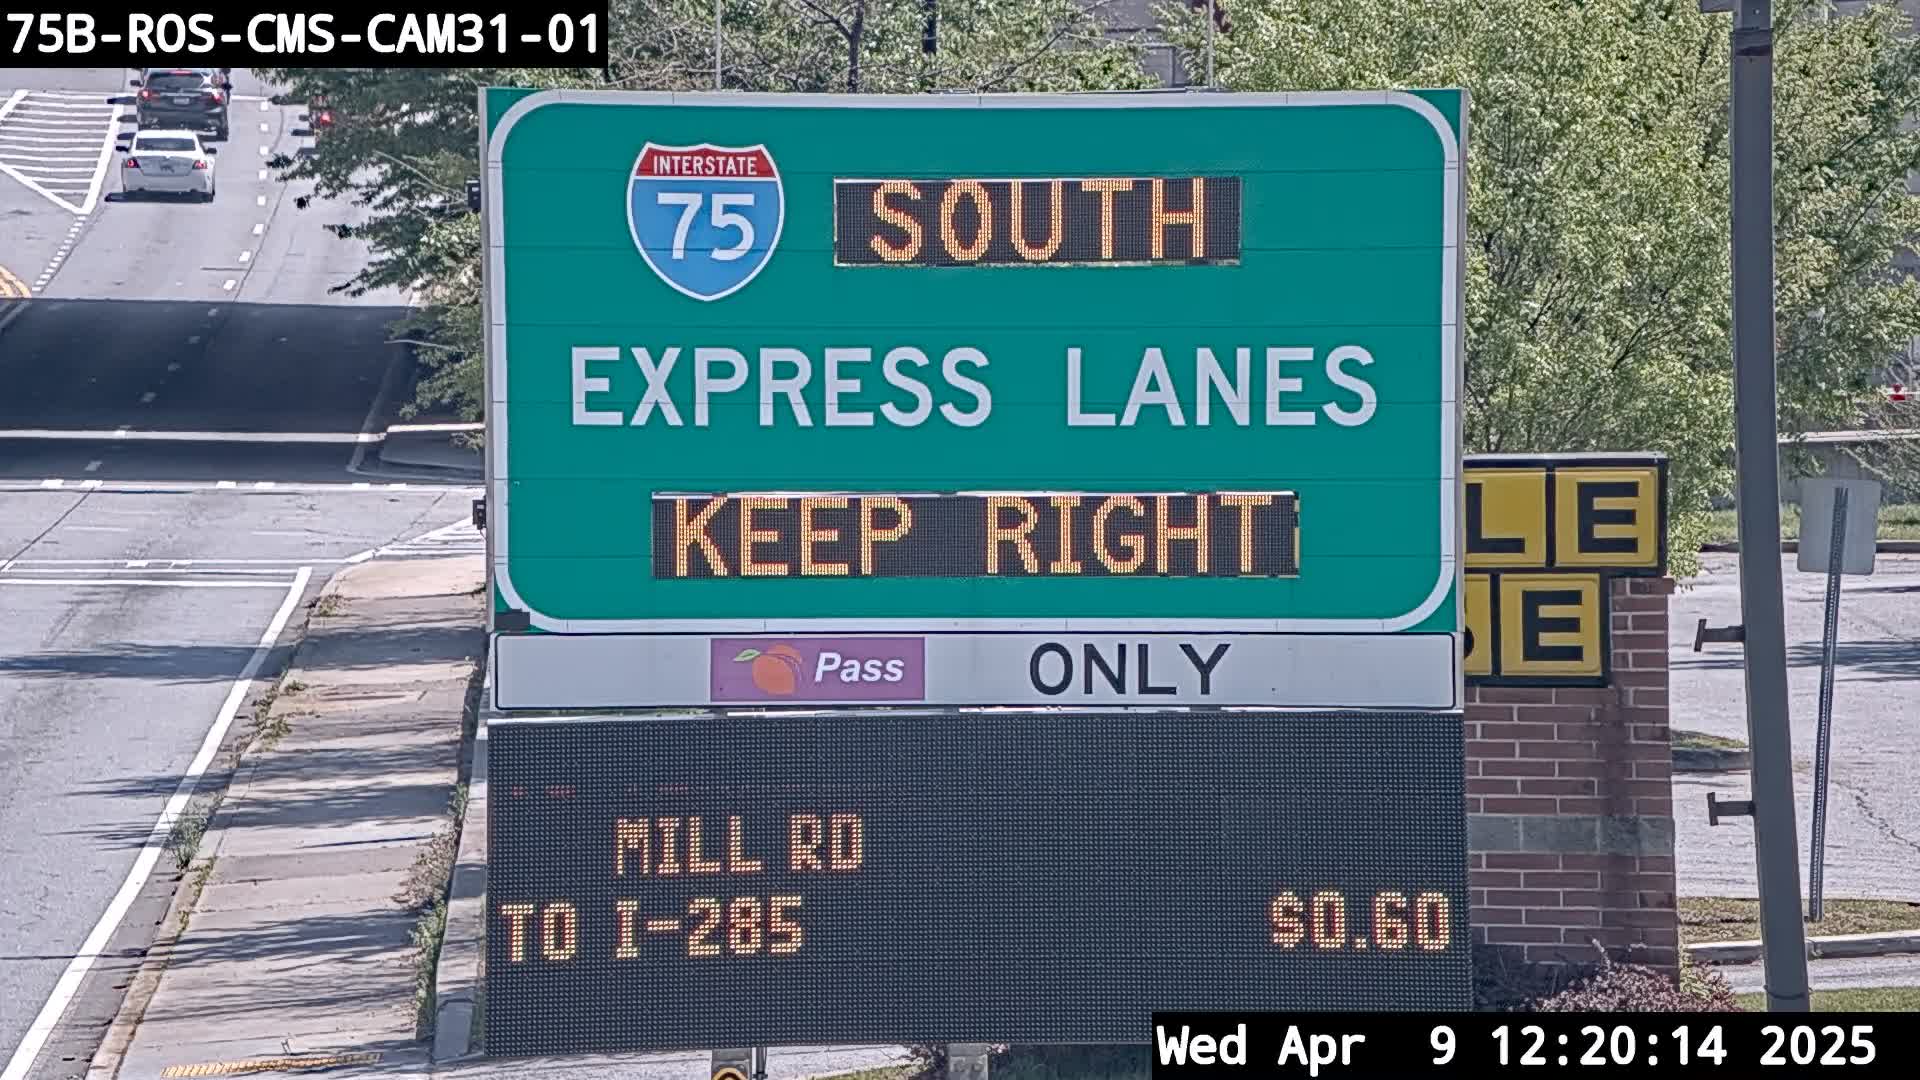 75B-ROS-CMS-CAM31-01
INTERSTATE
75
SOUTH
EXPRESS LANES
KEEP RIGHT
Pass ONLY
LE
E
MILL RD
TO I-285 $0.60
Wed Apr 9 12:20:14 2025